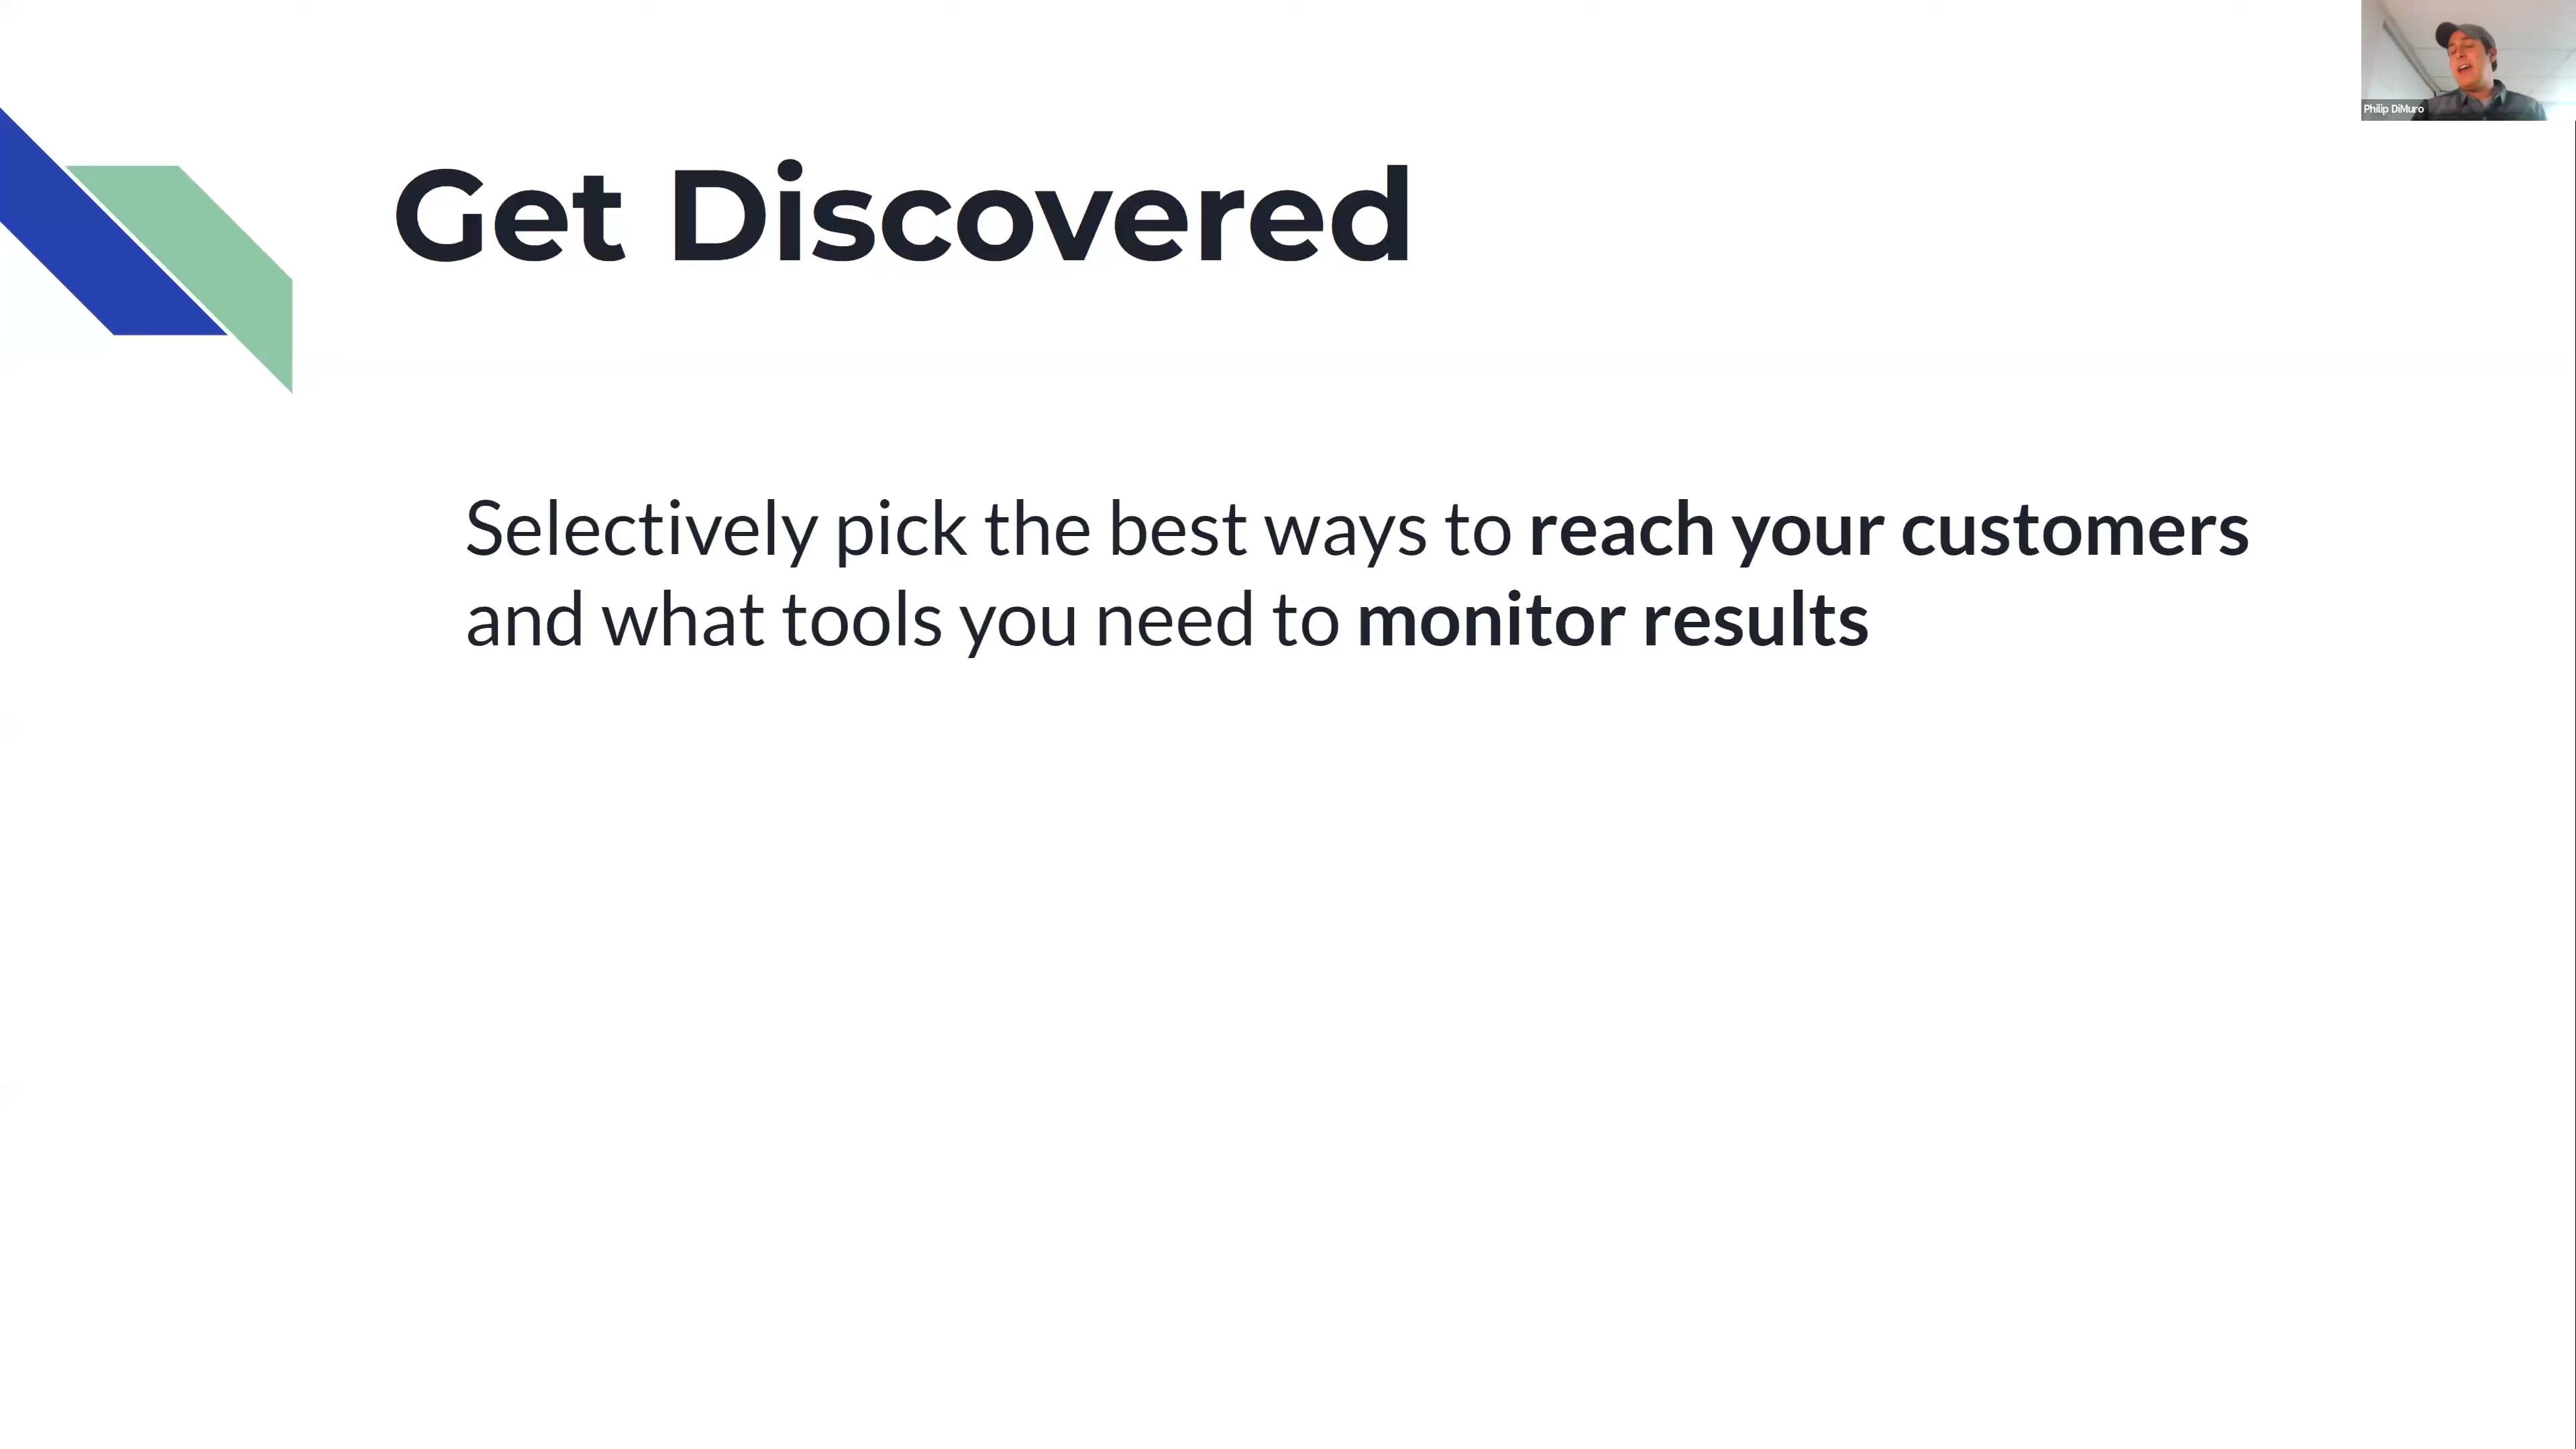 Philip DiMuro
Get Discovered
Selectively pick the best ways to reach your customers
and what tools you need to monitor results